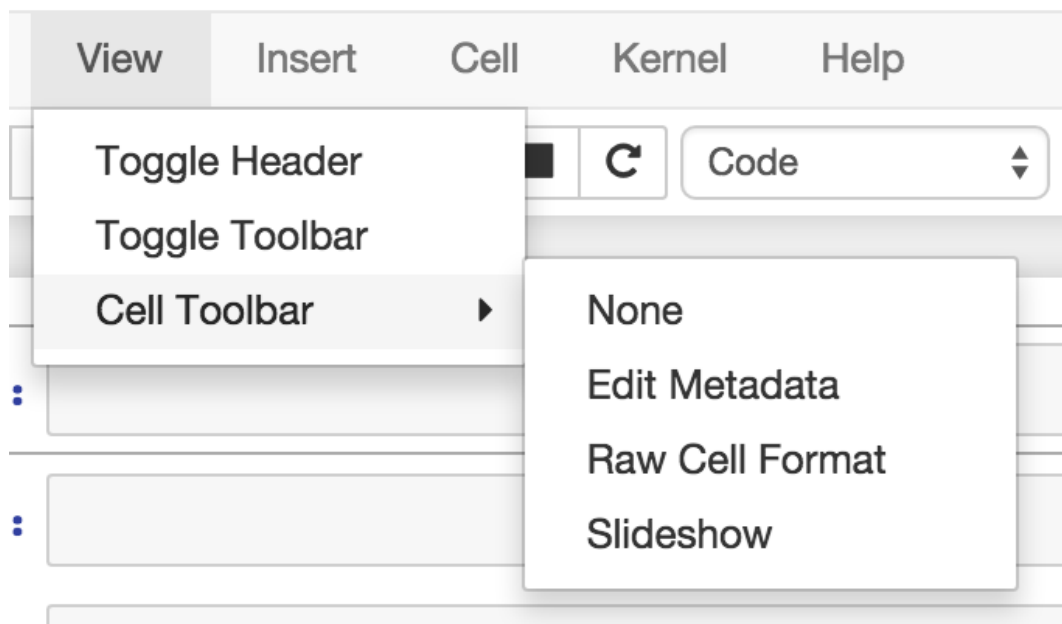 View Insert Cell Kernel Help
Toggle Header
Code
Toggle Toolbar
Cell Toolbar
None
Edit Metadata
Raw Cell Format
Slideshow